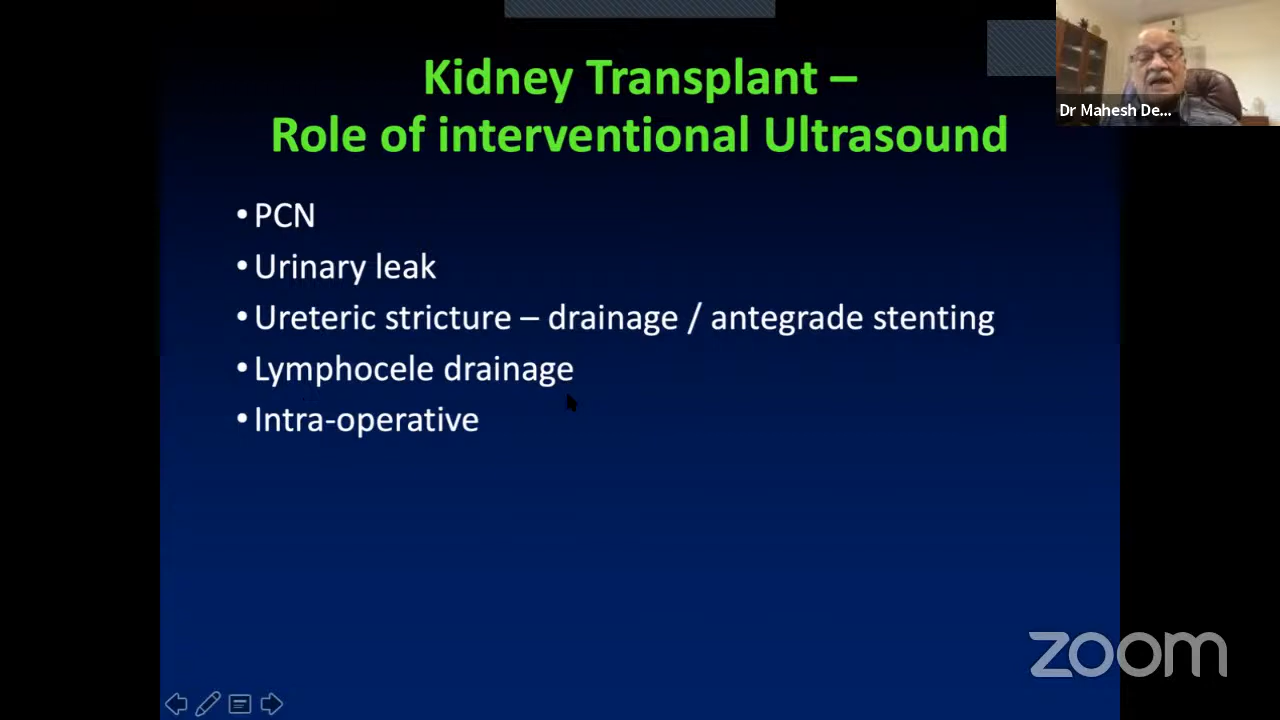 Kidney Transplant –
Role of interventional Ultrasound
• PCN
• Urinary leak
• Ureteric stricture – drainage / antegrade stenting
• Lymphocele drainage
• Intra-operative
Dr Mahesh De...
zoom